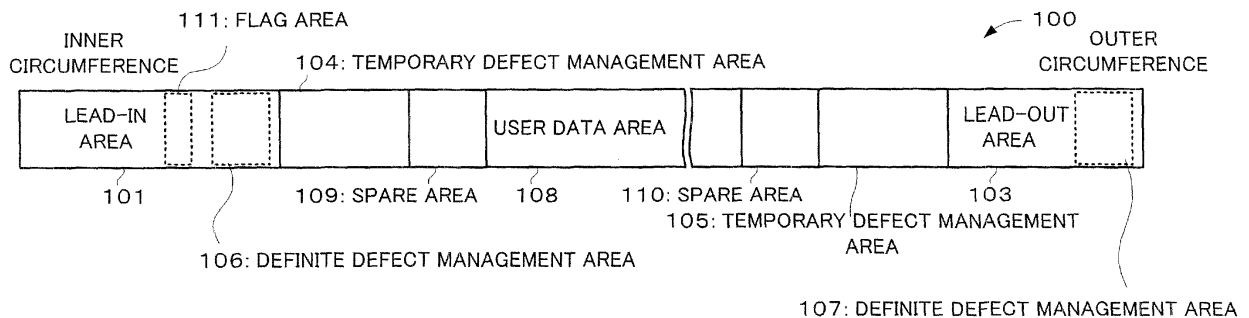 111: FLAG AREA
100
INNER
CIRCUMFERENCE
OUTER
CIRCUMFERENCE
104: TEMPORARY DEFECT MANAGEMENT AREA
LEAD-IN
AREA
USER DATA AREA
LEAD-OUT
AREA
101
109: SPARE AREA
108
110: SPARE AREA
103
105: TEMPORARY DEFECT MANAGEMENT
AREA
106: DEFINITE DEFECT MANAGEMENT AREA
107: DEFINITE DEFECT MANAGEMENT AREA